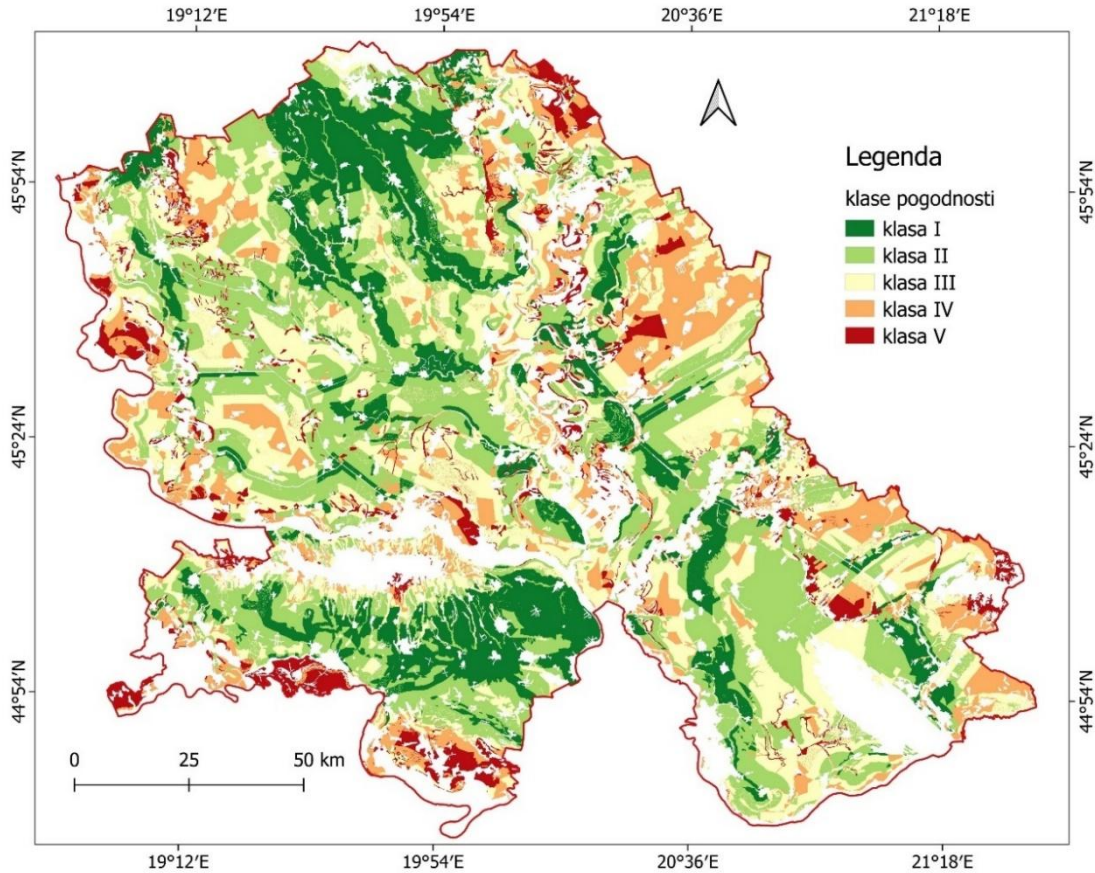 19°12′E 19°54′E 20°36′E 21°18′E
45°54′N
45°54′N
Legenda
klase pogodnosti
klasa I
klasa II
klasa III
klasa IV
klasa V
45°24′N
45°24′N
44°54′N
44°54′N
0 25 50 km
19°12′E 19°54′E 20°36′E 21°18′E